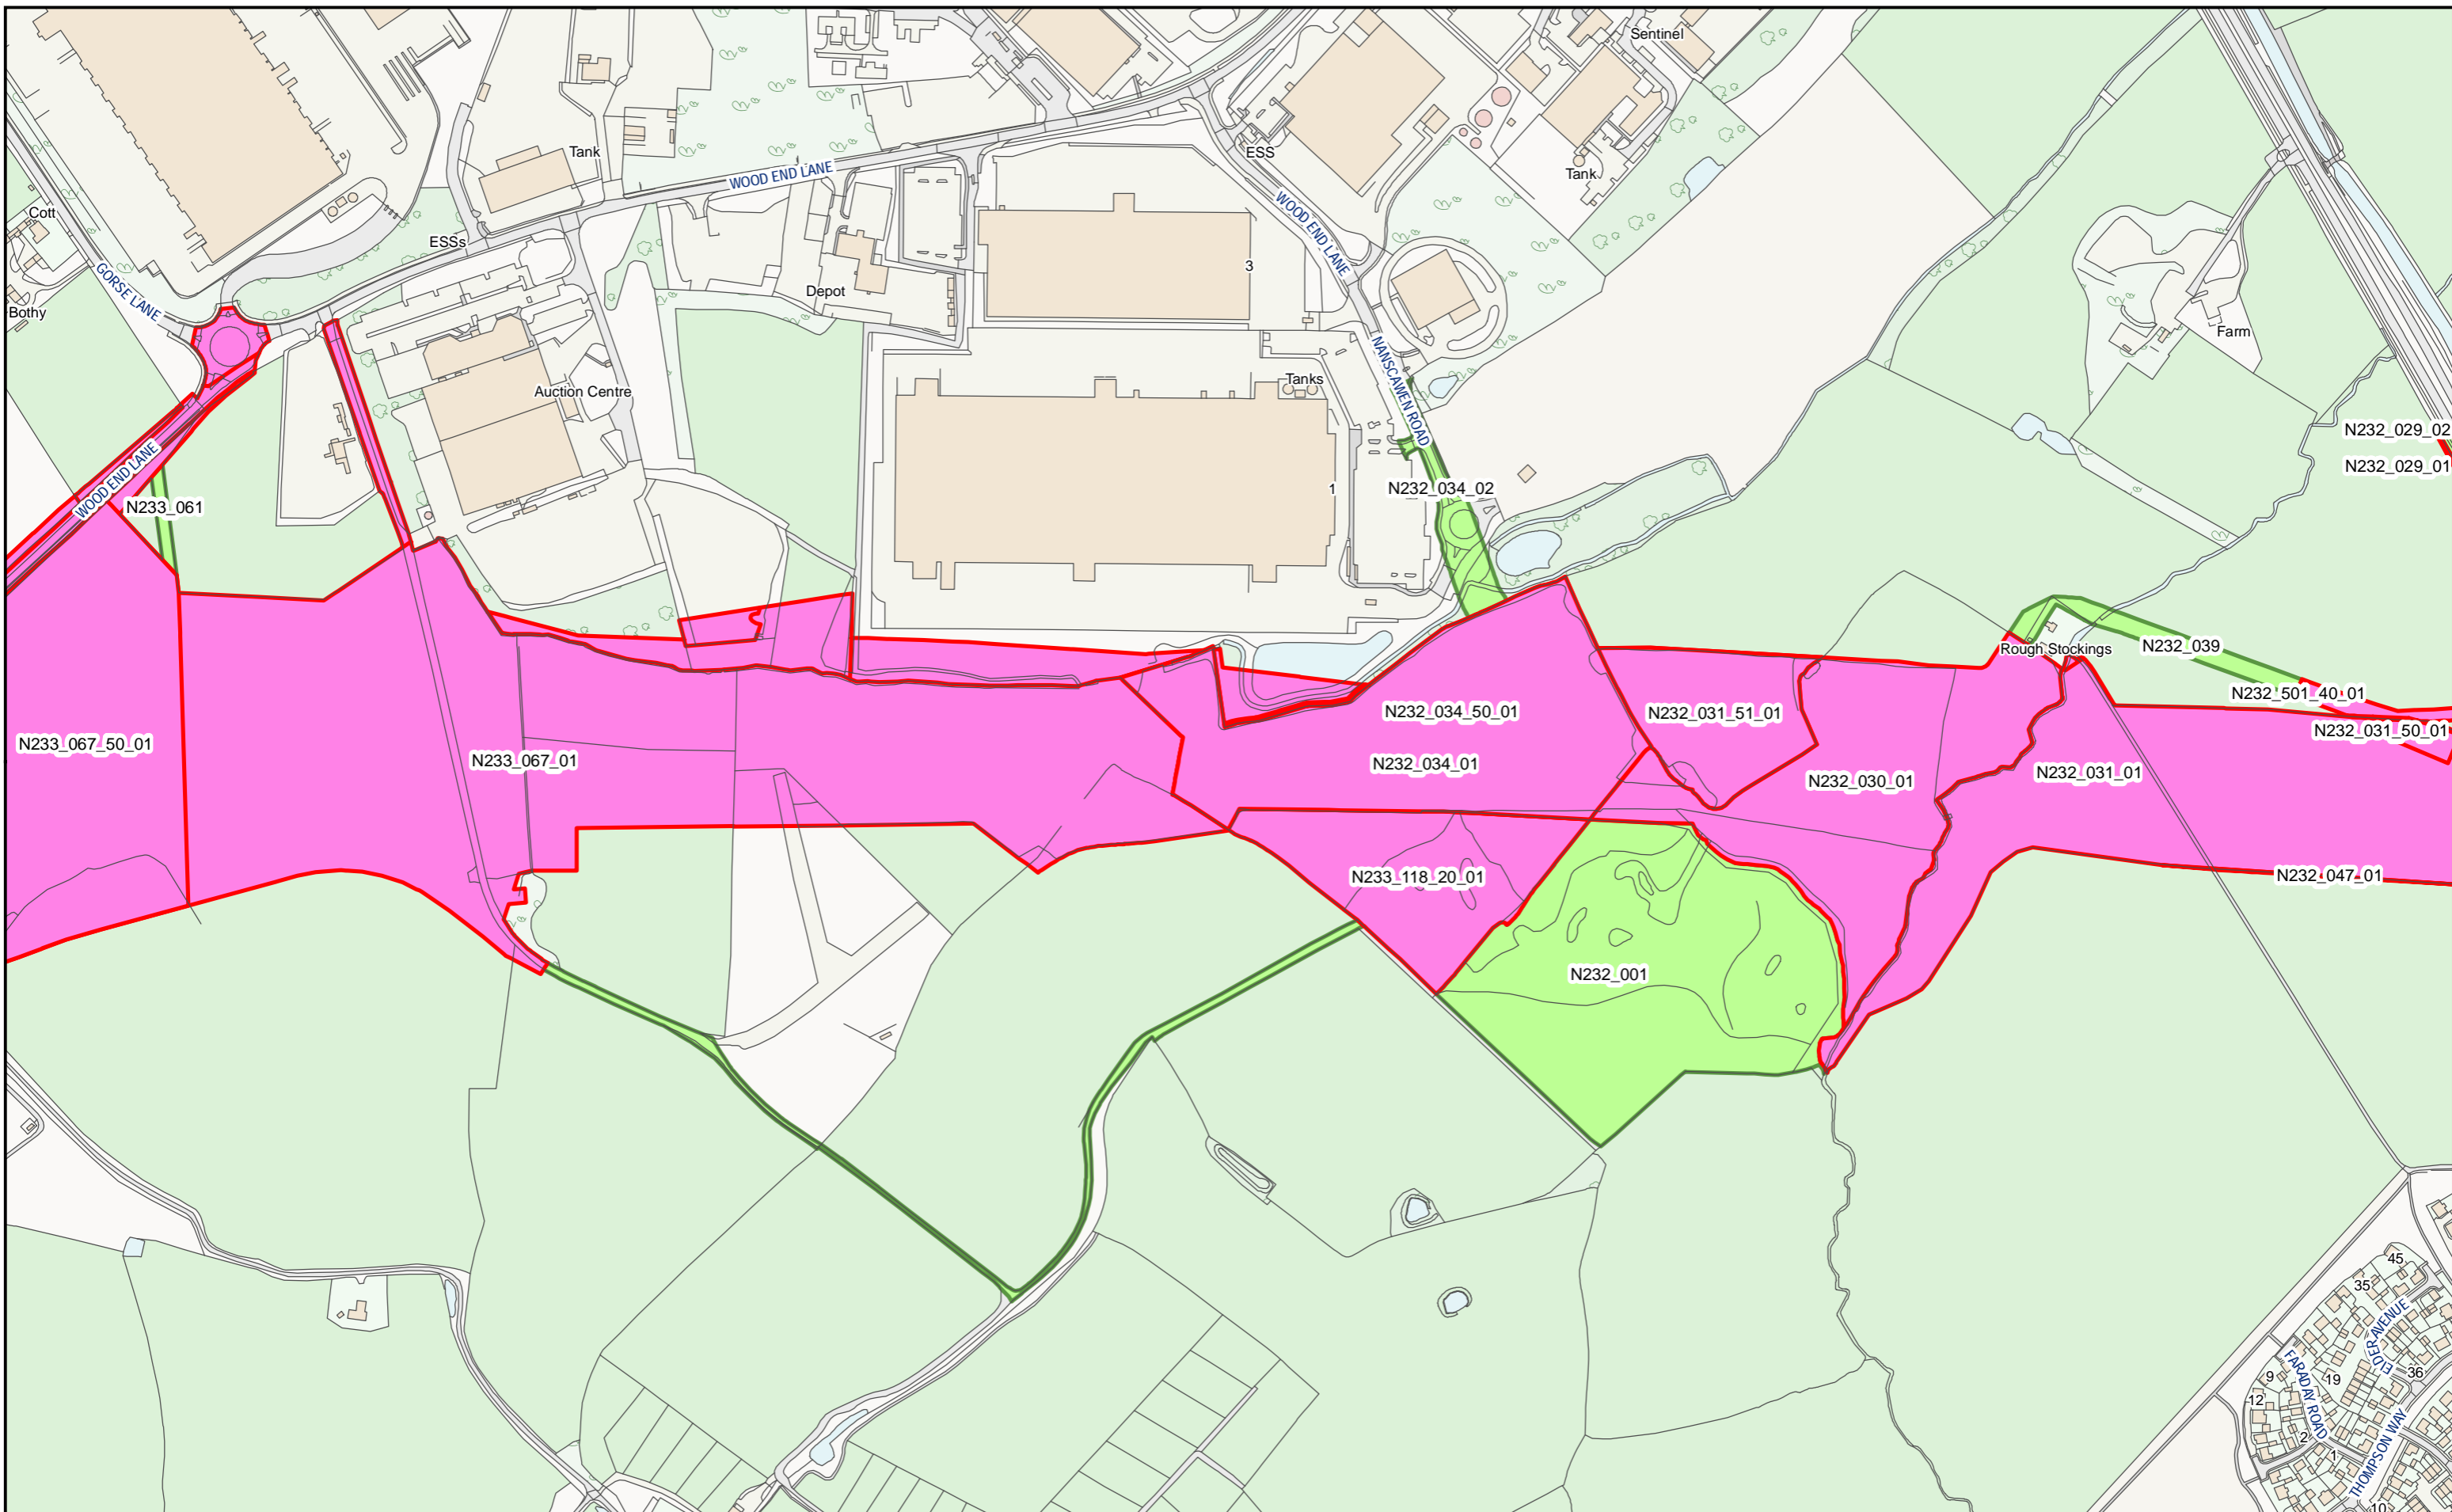 Sentinel
Tank
ESS
Tank
WOOD END LANE
WOOD END LANE
Cott
ESSs
GORSE LANE
3
Depot
Bothy
Farm
NANSCAWEN ROAD
Tanks
Auction Centre
N232_029_02
N232_029_01
WOOD END LANE
1
N232_034_02
N233_061
N232_039
Rough Stockings
N232_501_40_01
N232_034_50_01
N232_031_51_01
N232_031_50_01
N233_067_50_01
N233_067_01
N232_034_01
N232_031_01
N232_030_01
N233_118_20_01
N232_047_01
N232_001
45
35
ELDER AVENUE
36
9
19
12
FARADAY ROAD
2
THOMPSON WAY
1
10